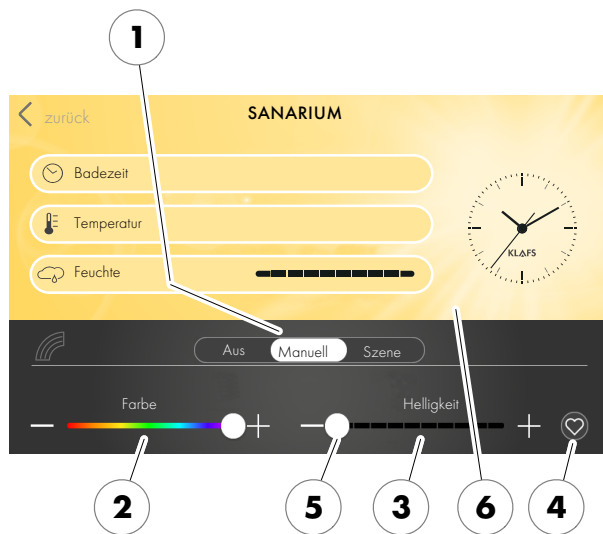 1
zurück
SANARIUM
Badezeit
Temperatur
Feuchte
KLAFS
Aus Manuell Szene
Farbe
Helligkeit
2 5 3 6 4